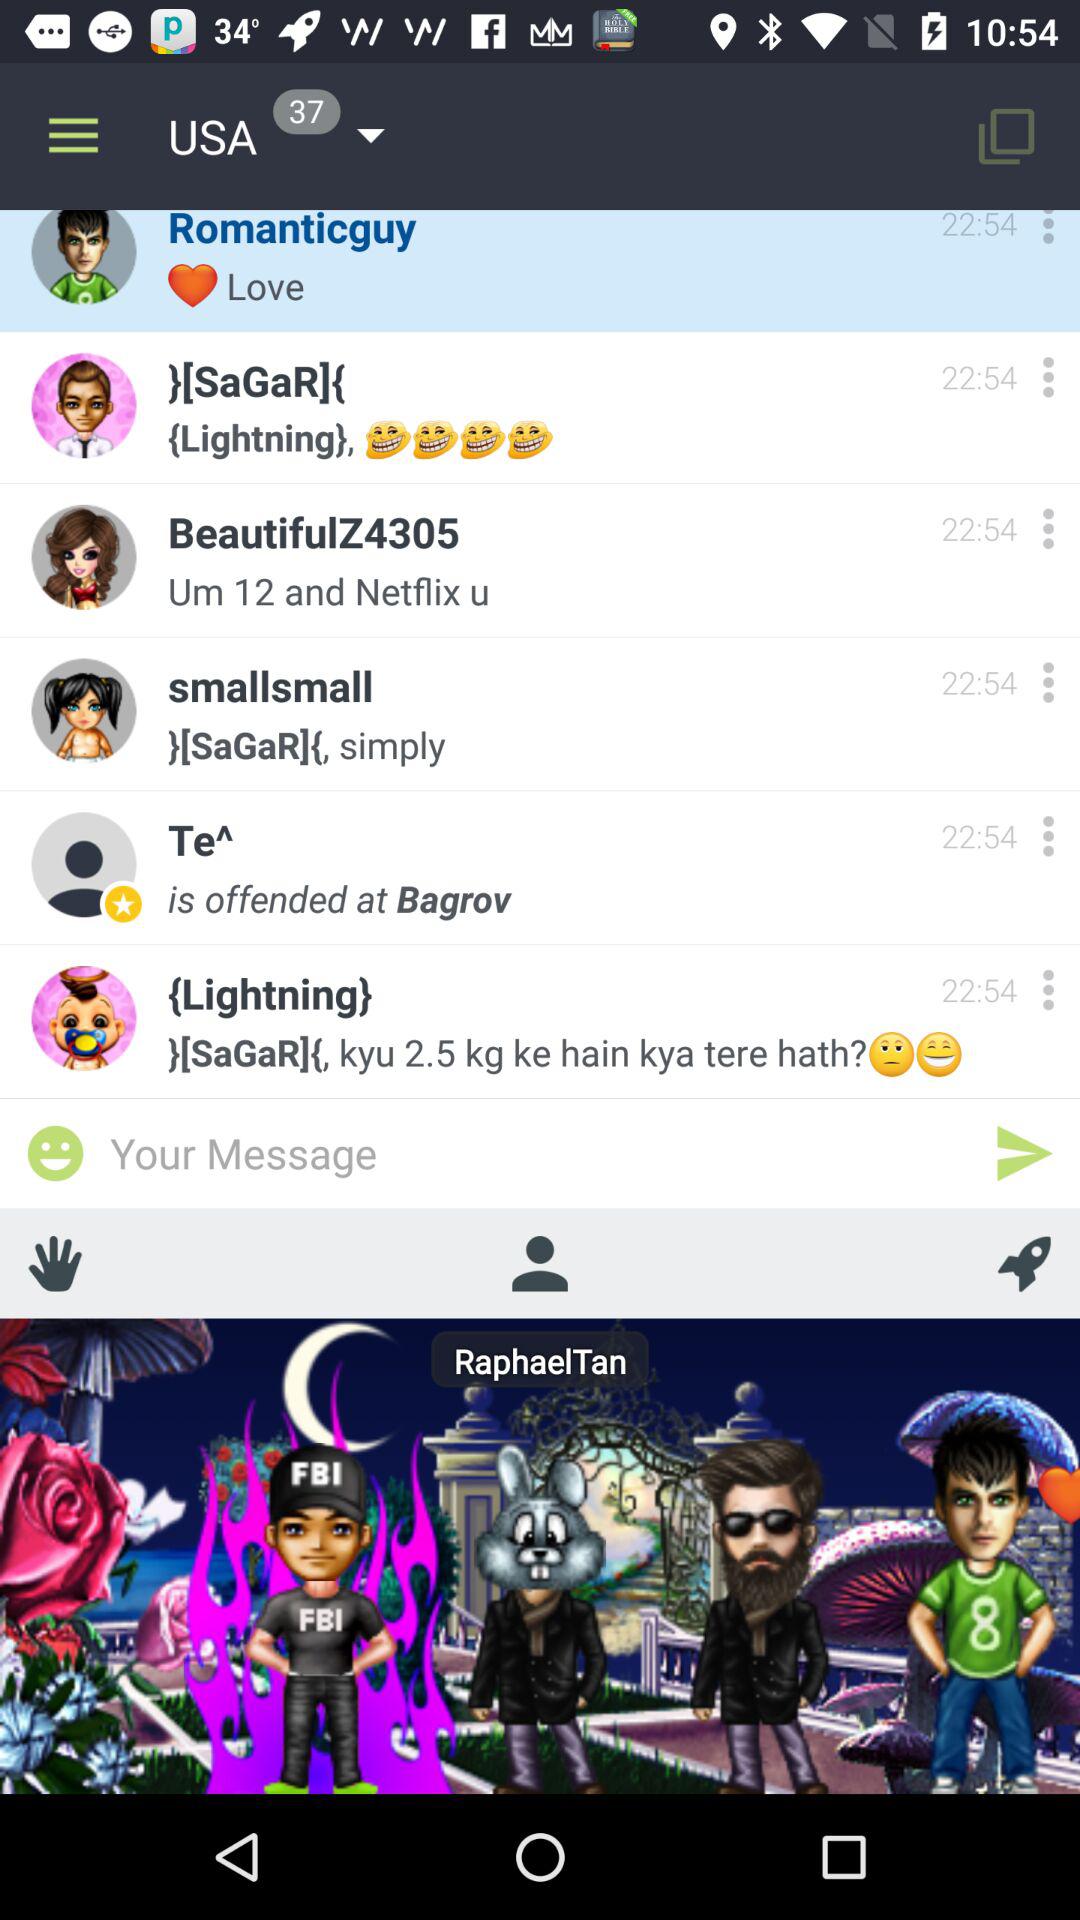 34° 10:54
USA 37
Romanticguy 22:54
Love
}[SaGaR]{ 22:54
{Lightning},
BeautifulZ4305 22:54
Um 12 and Netflix u
smallsmall 22:54
}[SaGaR]{, simply
Te^ 22:54
is offended at Bagrov
{Lightning} 22:54
}[SaGaR]{, kyu 2.5 kg ke hain kya tere hath?
Your Message
RaphaelTan
FBI
FBI
8